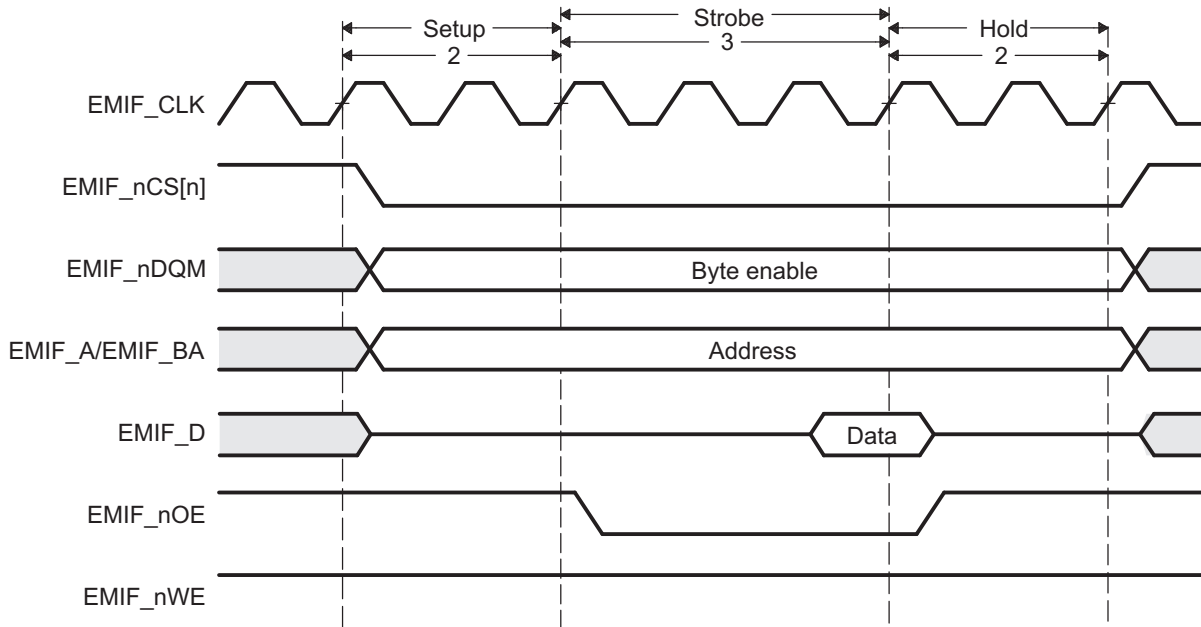 Setup
2
Strobe
3
Hold
2
EMIF_CLK
EMIF_nCS[n]
EMIF_nDQM
Byte enable
EMIF_A/EMIF_BA
Address
EMIF_D
Data
EMIF_nOE
EMIF_nWE